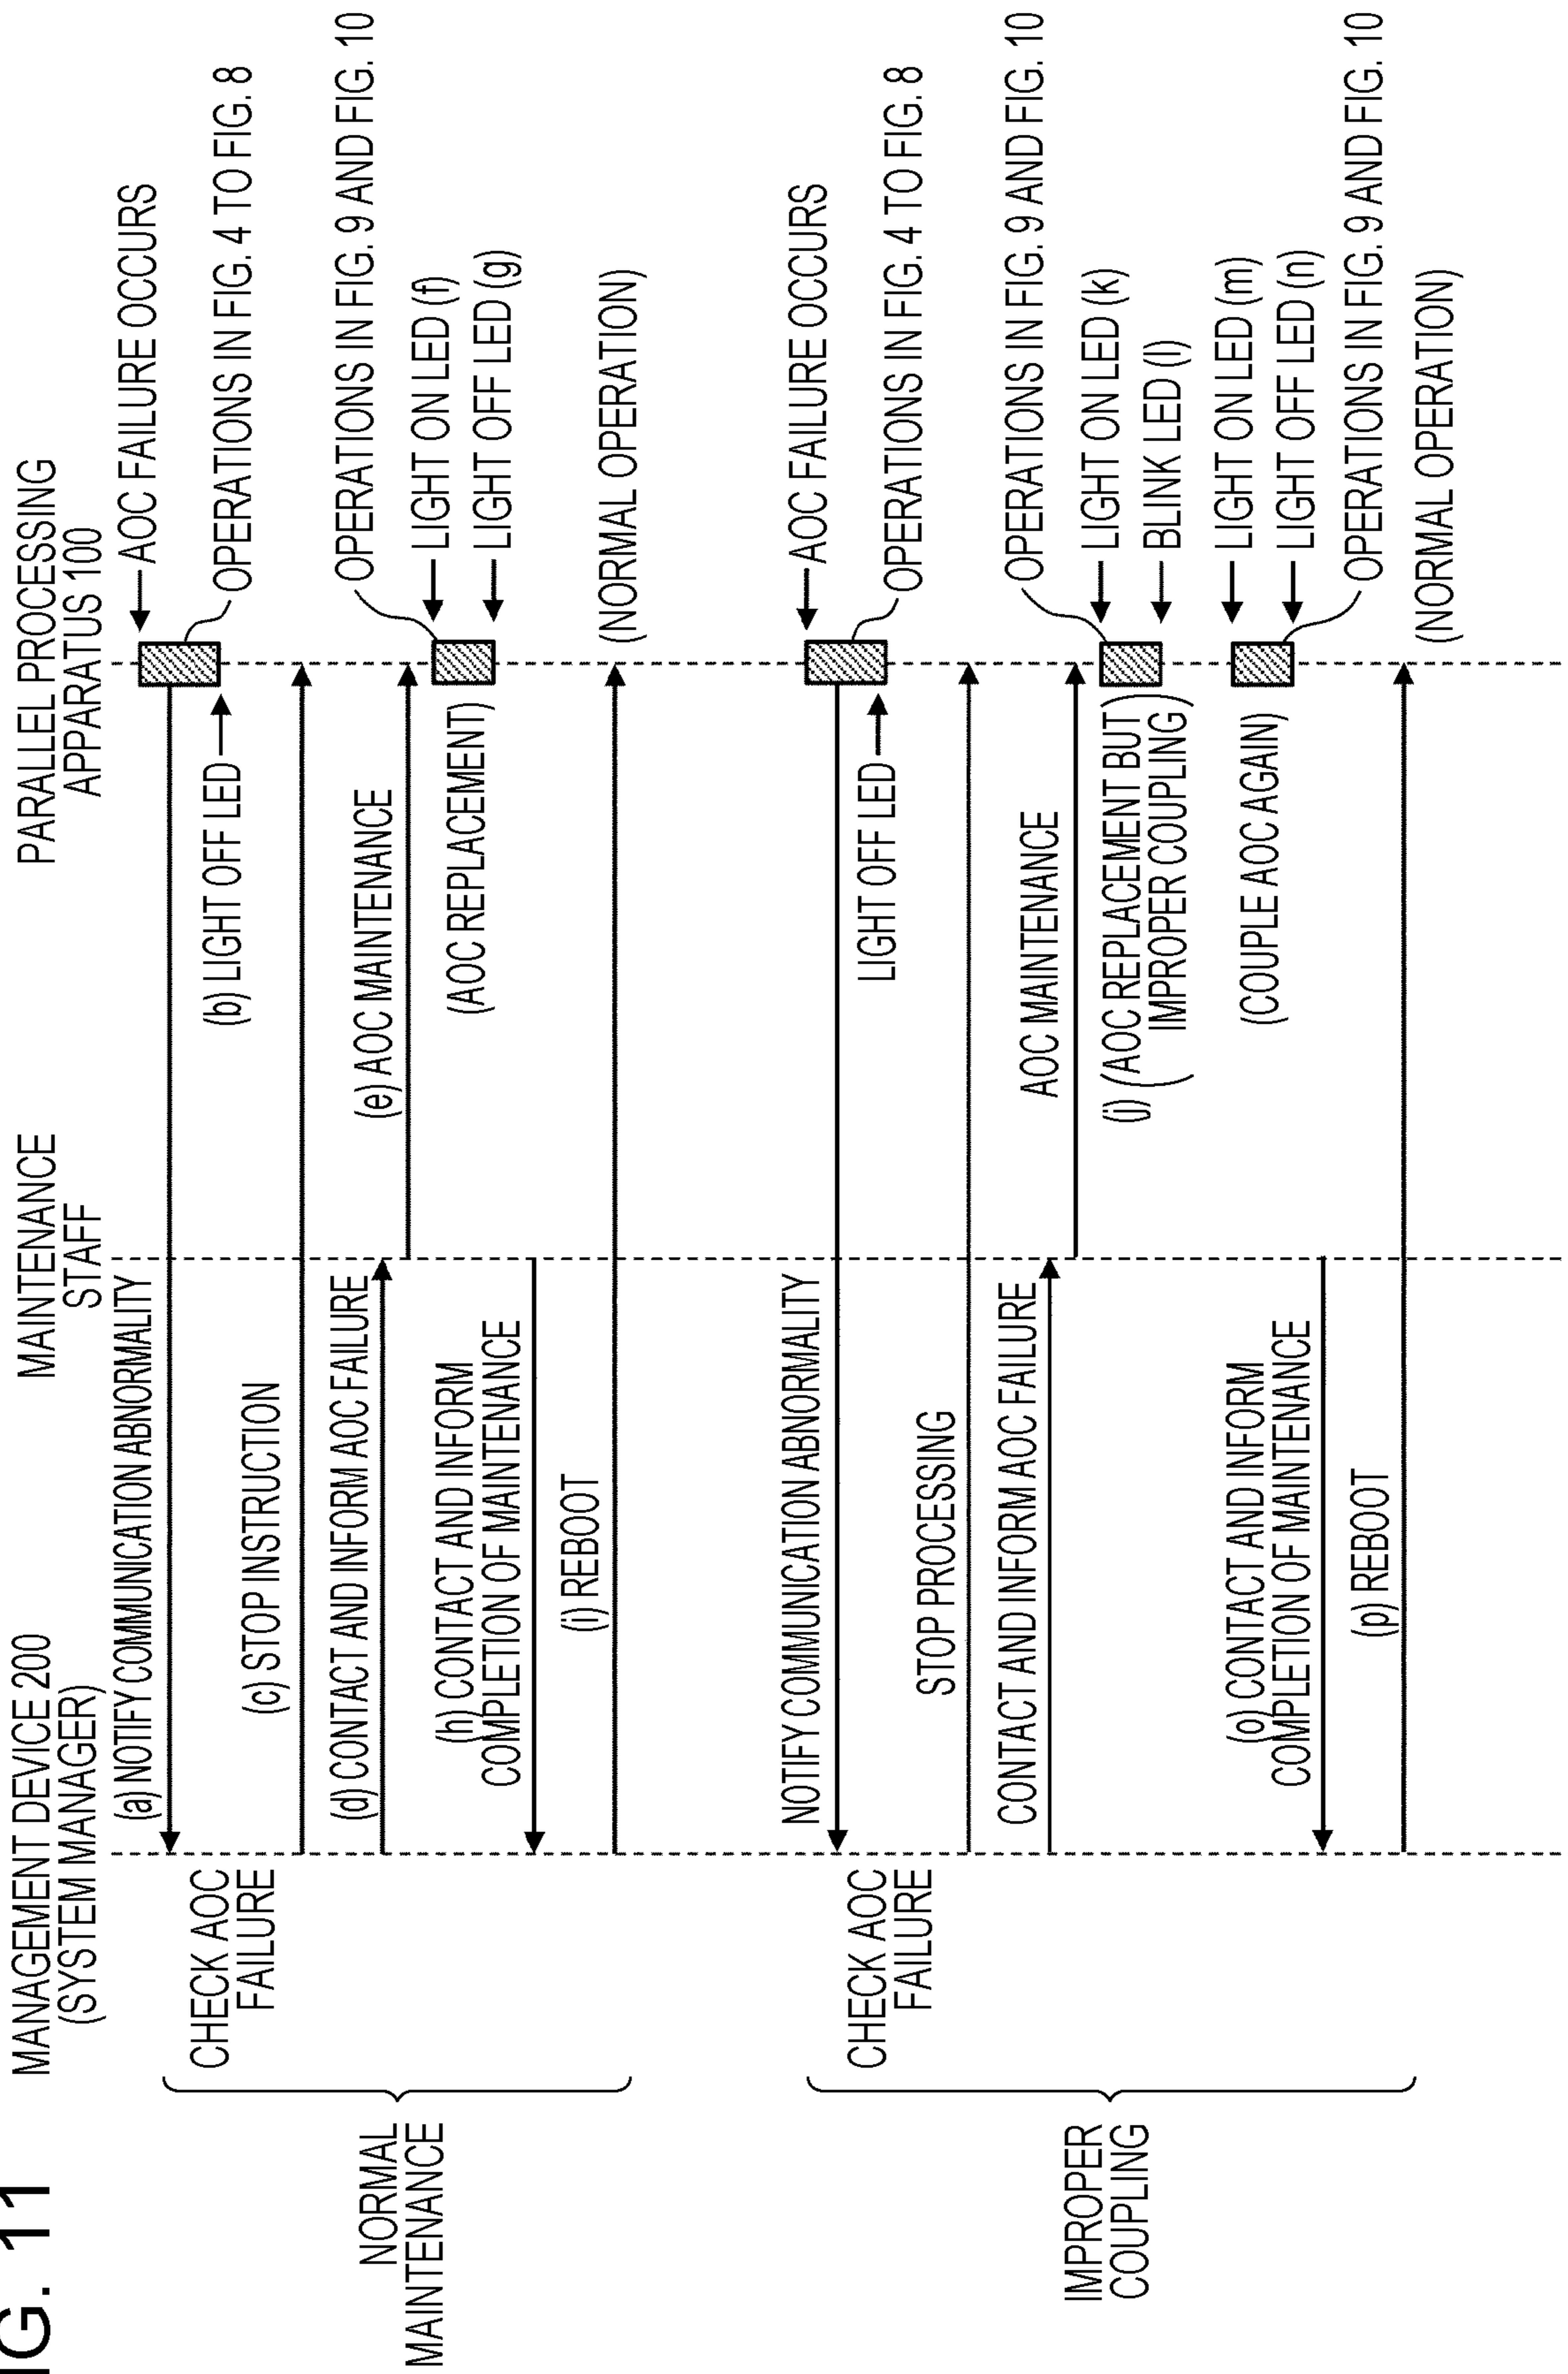 IG. 11
MANAGEMENT DEVICE 200
(SYSTEM MANAGER)
MAINTENANCE
STAFF
PARALLEL PROCESSING
APPARATUS 100
NORMAL
MAINTENANCE
AOC FAILURE OCCURS
(a) NOTIFY COMMUNICATION ABNORMALITY
CHECK AOC
FAILURE
(b) LIGHT OFF LED
OPERATIONS IN FIG. 4 TO FIG. 8
(c) STOP INSTRUCTION
(d) CONTACT AND INFORM AOC FAILURE
(e) AOC MAINTENANCE
OPERATIONS IN FIG. 9 AND FIG. 10
(AOC REPLACEMENT)
LIGHT ON LED (f)
LIGHT OFF LED (g)
(h) CONTACT AND INFORM
COMPLETION OF MAINTENANCE
(i) REBOOT
(NORMAL OPERATION)
IMPROPER
COUPLING
AOC FAILURE OCCURS
NOTIFY COMMUNICATION ABNORMALITY
CHECK AOC
FAILURE
LIGHT OFF LED
OPERATIONS IN FIG. 4 TO FIG. 8
STOP PROCESSING
CONTACT AND INFORM AOC FAILURE
AOC MAINTENANCE
OPERATIONS IN FIG. 9 AND FIG. 10
(j) (AOC REPLACEMENT BUT
IMPROPER COUPLING)
LIGHT ON LED (k)
BLINK LED (l)
(COUPLE AOC AGAIN)
LIGHT ON LED (m)
LIGHT OFF LED (n)
OPERATIONS IN FIG. 9 AND FIG. 10
(o) CONTACT AND INFORM
COMPLETION OF MAINTENANCE
(p) REBOOT
(NORMAL OPERATION)